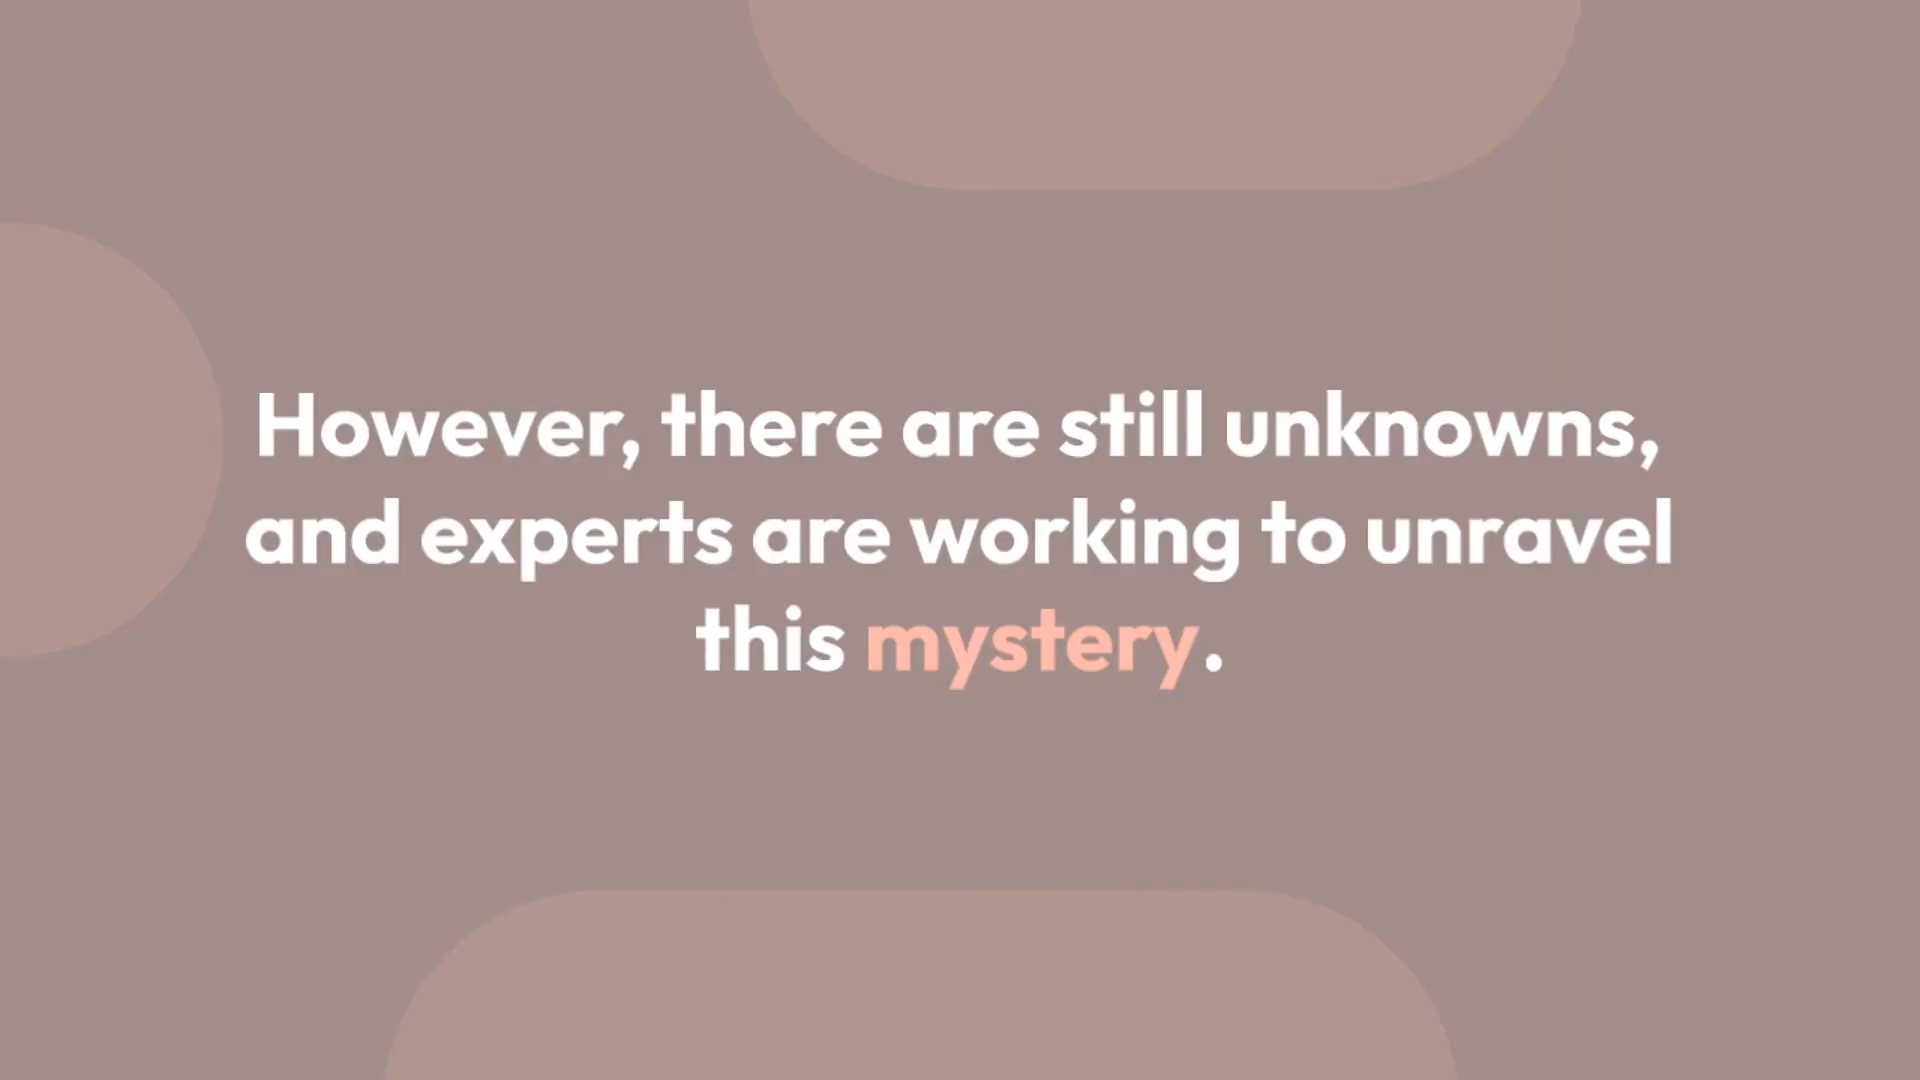 However, there are still unknowns,
and experts are working to unravel
this mystery.